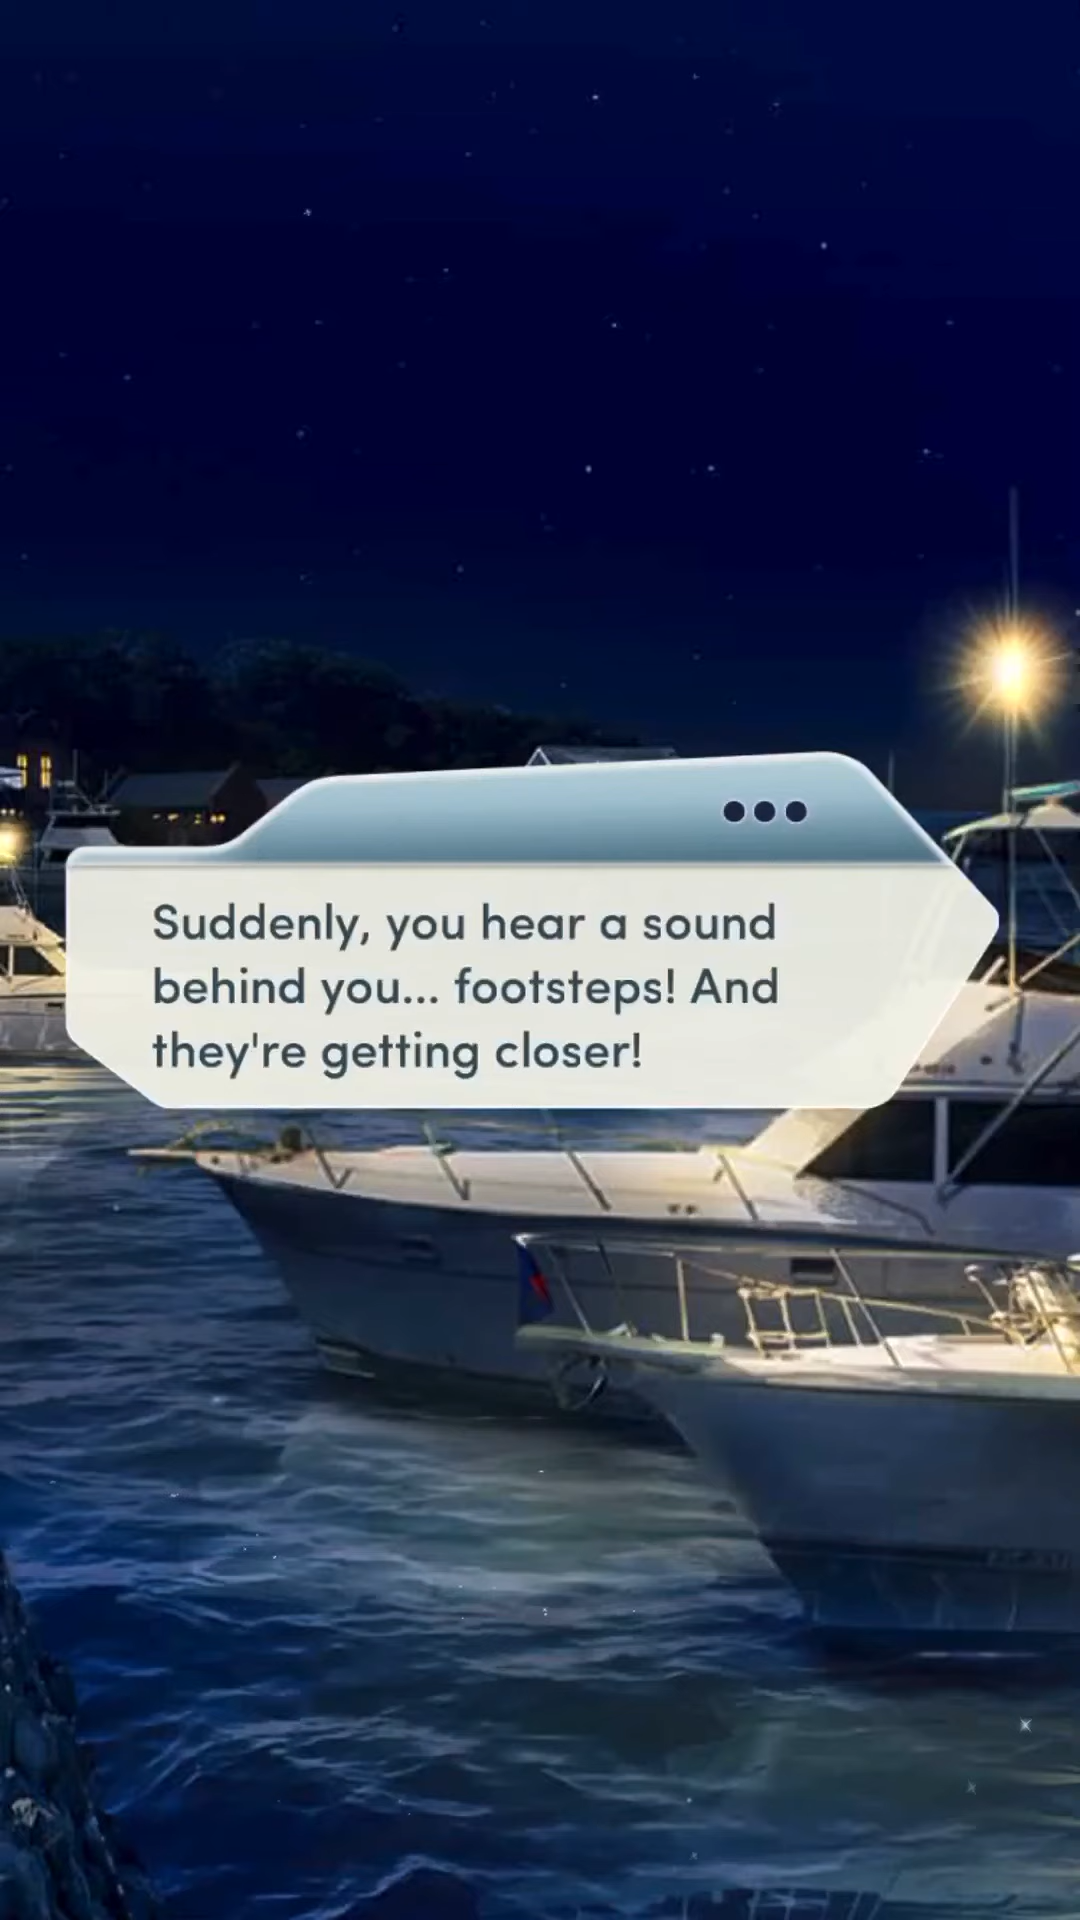 Suddenly, you hear a sound
behind you... footsteps! And
they're getting closer!